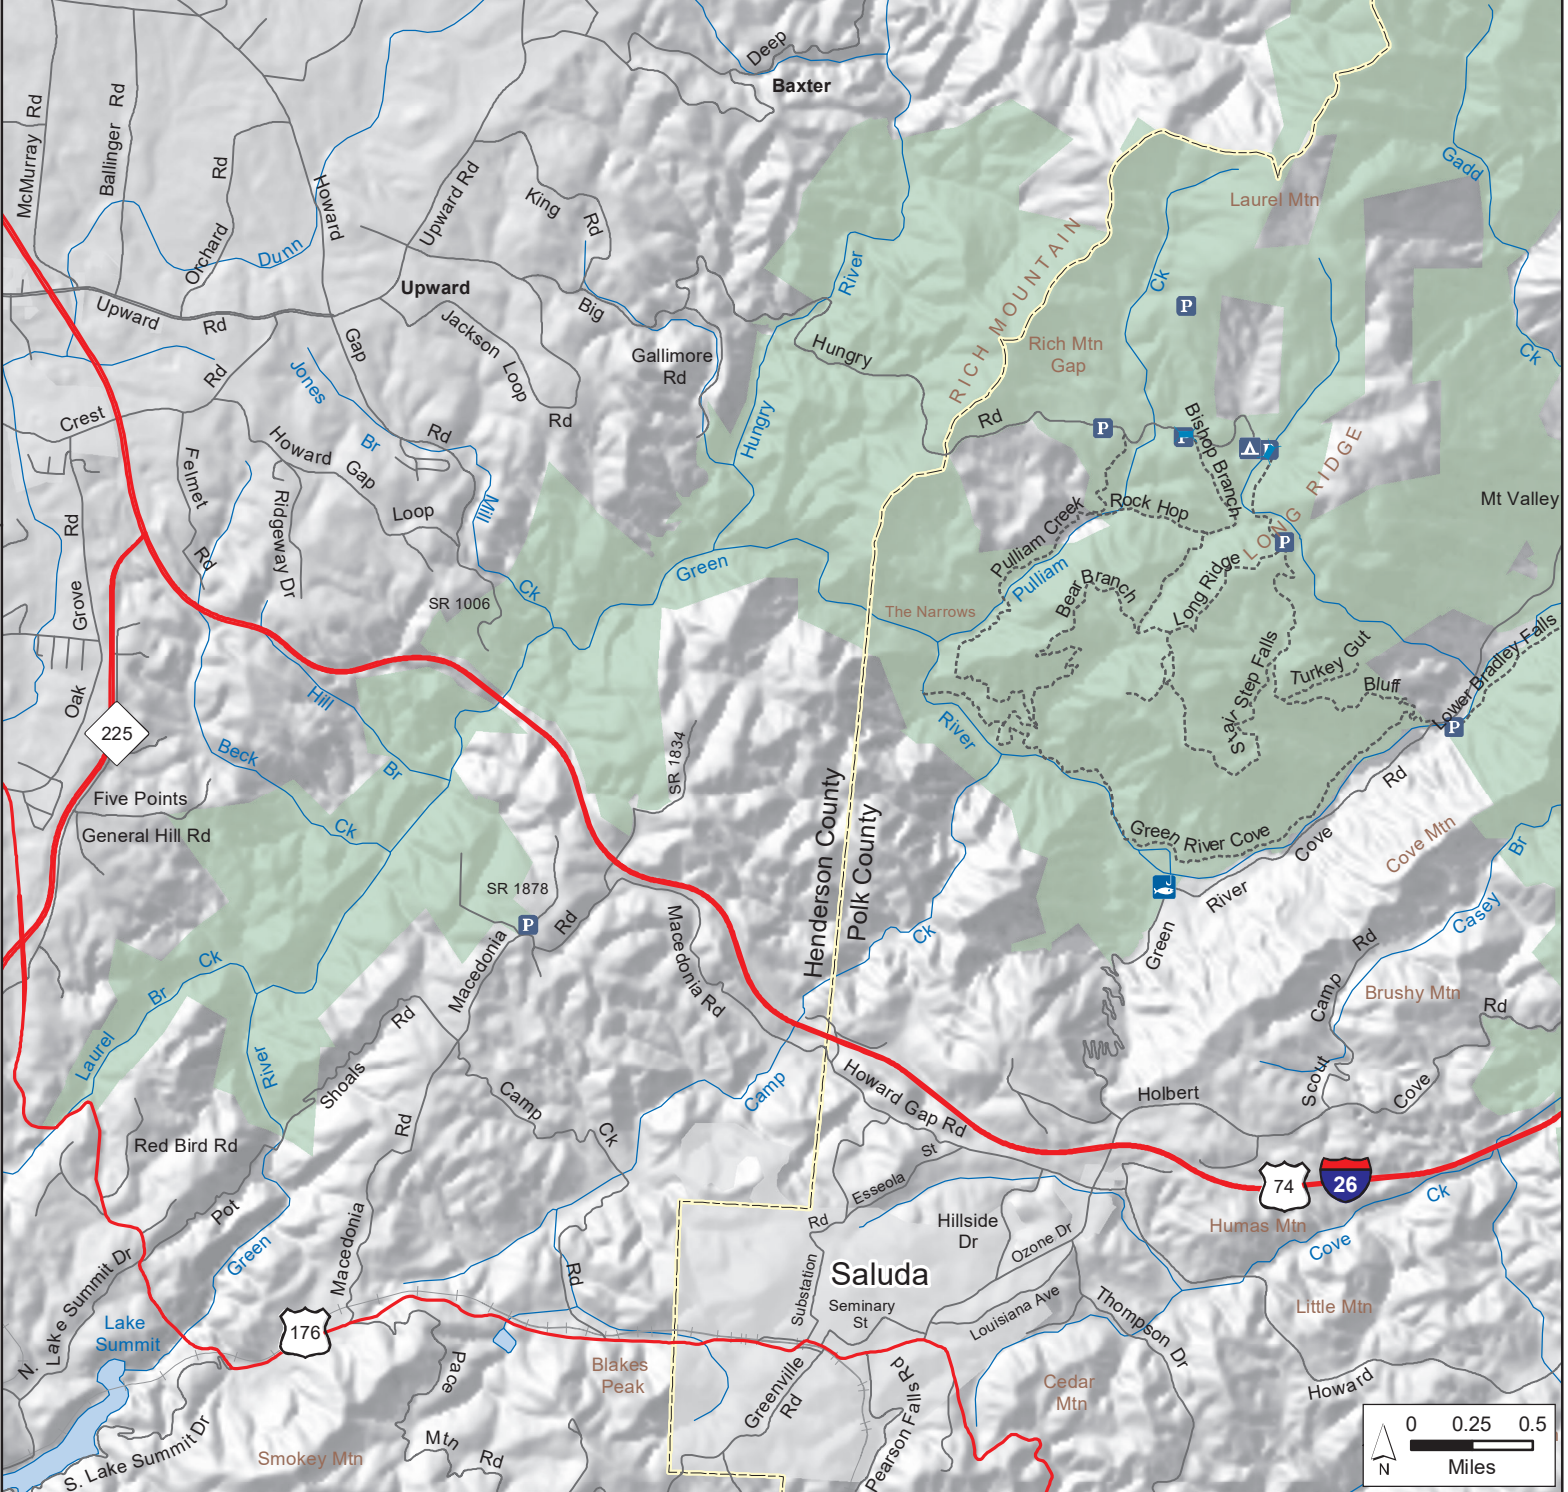 Deep
Baxter
McMurray Rd
Ballinger Rd
Orchard Rd
Howard
Dunn
Upward Rd
King Rd
Upward
Upward Rd
Big
Jackson Loop Rd
Gallimore
Rd
River
Hungry
Hungry Rd
RICH MOUNTAIN
Rich Mtn
Gap
Laurel Mtn
Gadd
Ck
Ck
P
P
P
Mt Valley
LONG RIDGE
Bishop Branch
Rock Hop
Pulliam Creek
Pulliam
Bear Branch
Long Ridge
P
Stair Step Falls
Turkey Gut
Bluff
Lower Bradley Falls
P
The Narrows
Green
River
Crest Rd
Gap Rd
Jones Br
Howard Gap Loop
Mill Ck
Felmet Rd
Ridgeway Dr
SR 1006
Oak Grove Rd
225
Hill Br
Beck Ck
Five Points
General Hill Rd
SR 1834
SR 1878
P
Macedonia Rd
Macedonia Rd
Henderson County
Polk County
Green River Cove
Green River Cove Rd
Cove Mtn
Casey Br
Brushy Mtn
Scout Camp Rd
Cove Rd
Holbert
Ck
Camp
Howard Gap Rd
Laurel Br Ck
River
Shoals Rd
Pot
Red Bird Rd
Camp Ck Rd
Macedonia Rd
Green
N. Lake Summit Dr
Lake
Summit
S. Lake Summit Dr
176
Smokey Mtn
Pace Mtn Rd
Blakes
Peak
Esseola St
Substation Rd
Saluda
Seminary
St
Hillside
Dr
Ozone Dr
Louisiana Ave
Thompson Dr
Greenville
Rd
Pearson Falls Rd
Cedar
Mtn
Humas Mtn
74
26
Cove Ck
Little Mtn
Howard
0 0.25 0.5
Miles
N